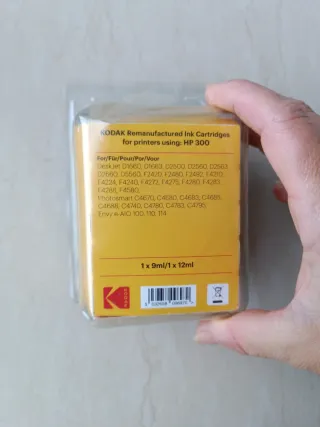 KODAK Remanufactured Ink Cartridges
for printers using: HP 300
For/Für/Pour/Por/Voor
DeskJet D1660, D1663, D2500, D2560, D2563,
D2660, D5560, F2420, F2480, F2492, F4210,
F4224, F4240, F4272, F4275, F4280, F4283,
F4288, F4580;
Photosmart C4670, C4680, C4683, C4685,
C4688, C4740, C4780, C4783, C4795;
Envy e-AIO 100, 110, 114
1 x 9ml/1 x 12ml
KODAK